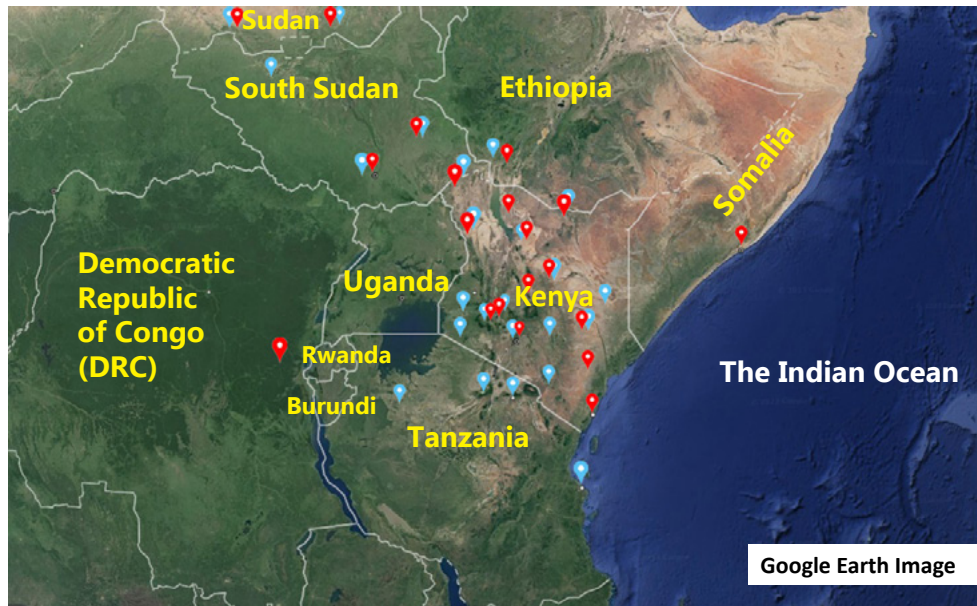 Sudan
South Sudan
Ethiopia
Somalia
Democratic
Republic
of Congo
(DRC)
Uganda
Kenya
Rwanda
The Indian Ocean
Burundi
Tanzania
Google Earth Image